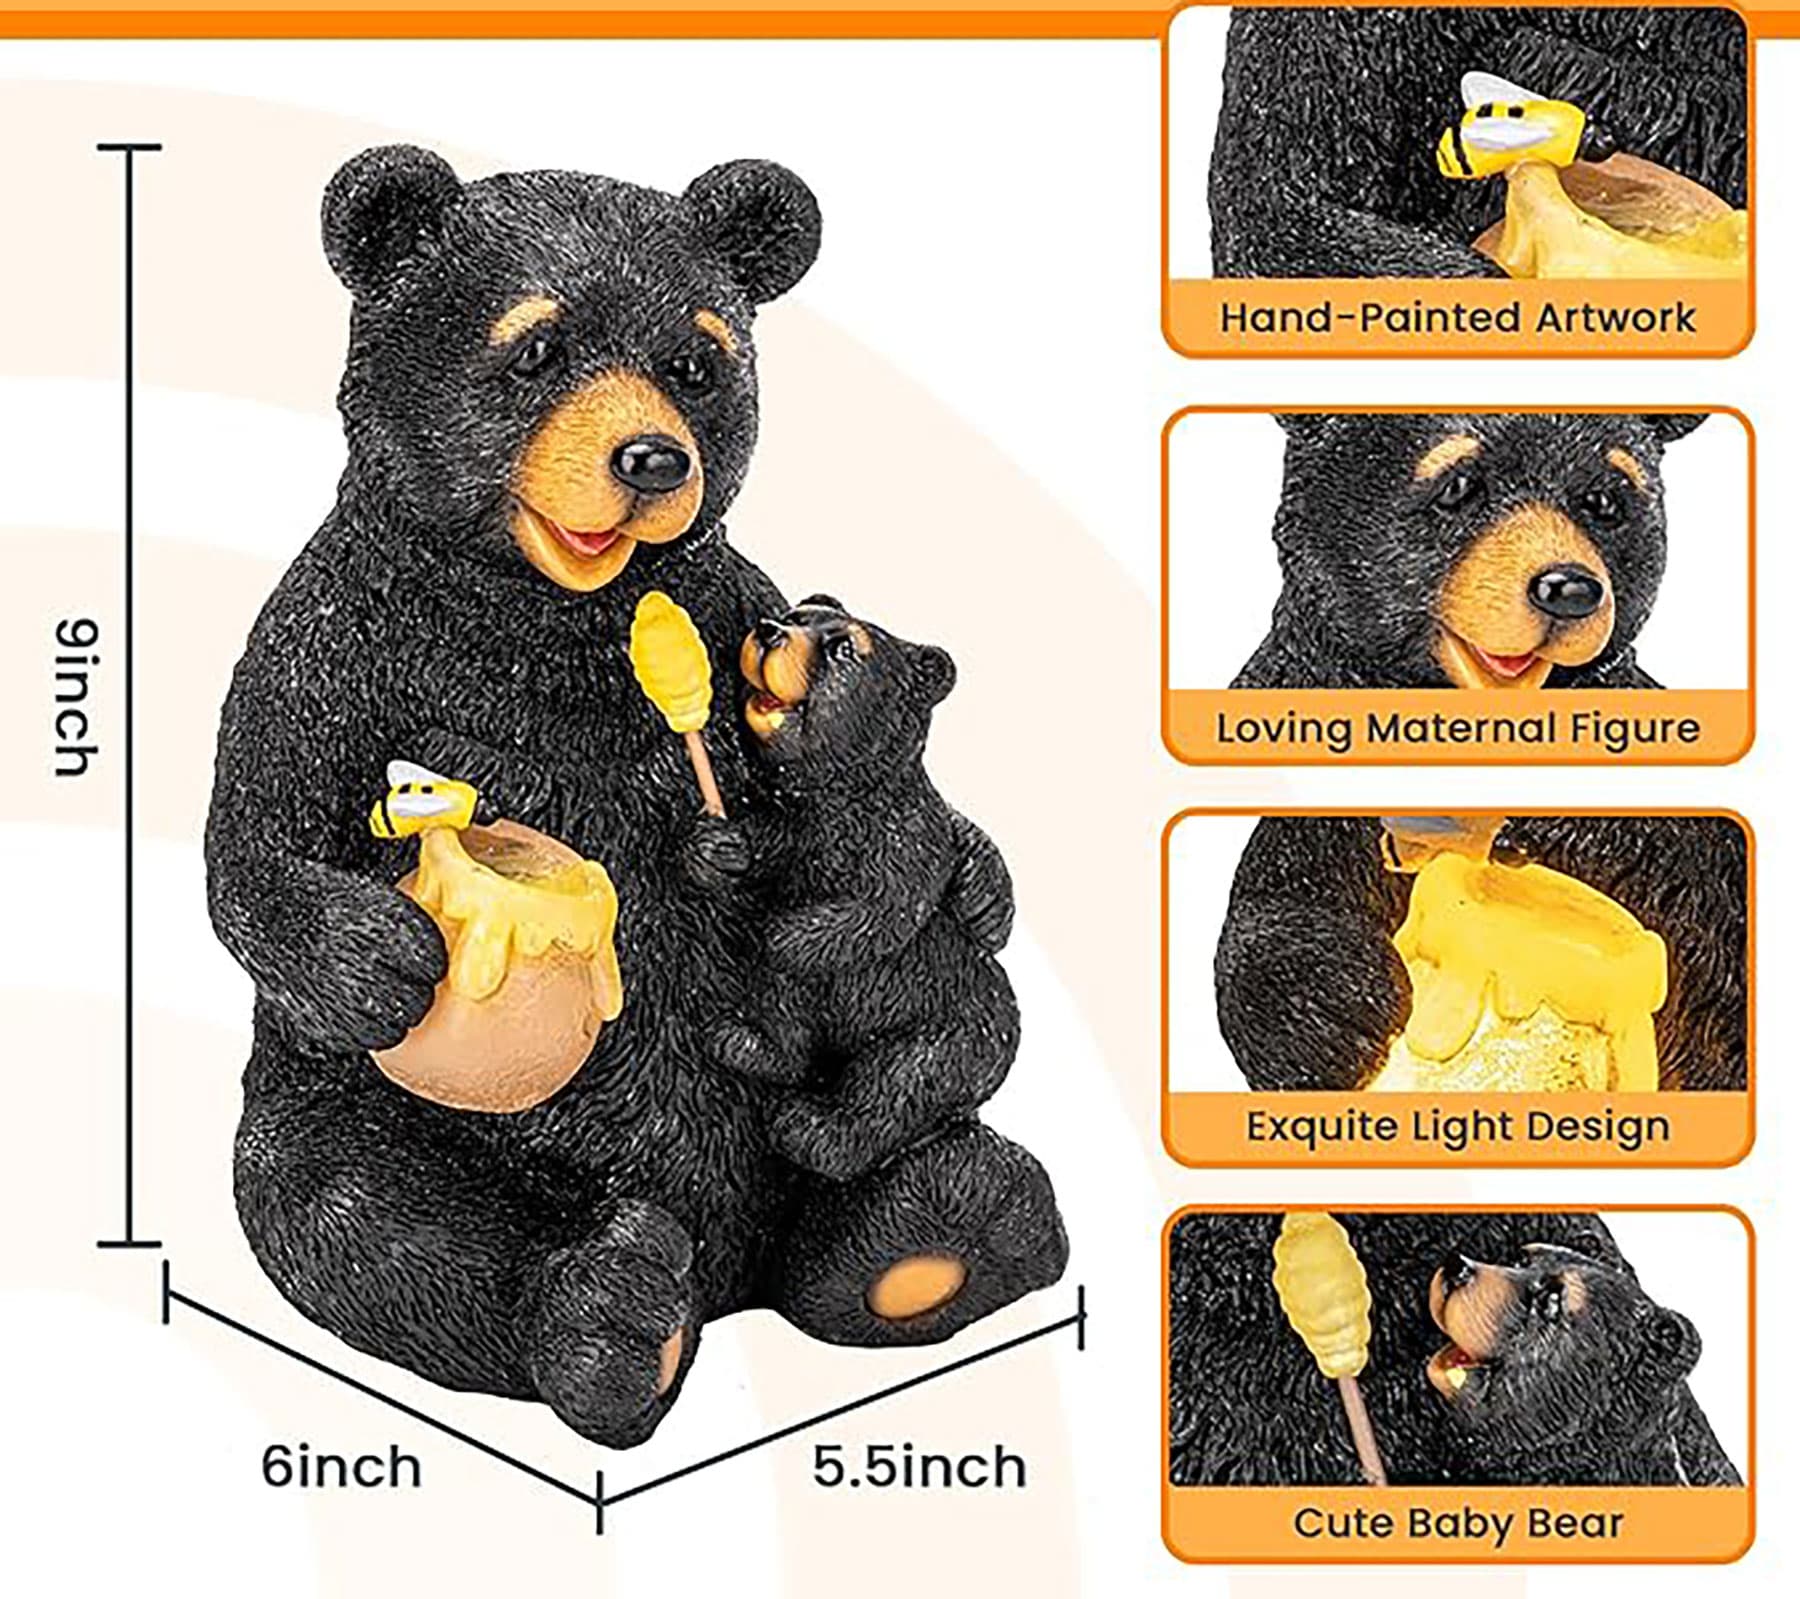 Hand-Painted Artwork
Loving Maternal Figure
9inch
Exquite Light Design
6inch
5.5inch
Cute Baby Bear